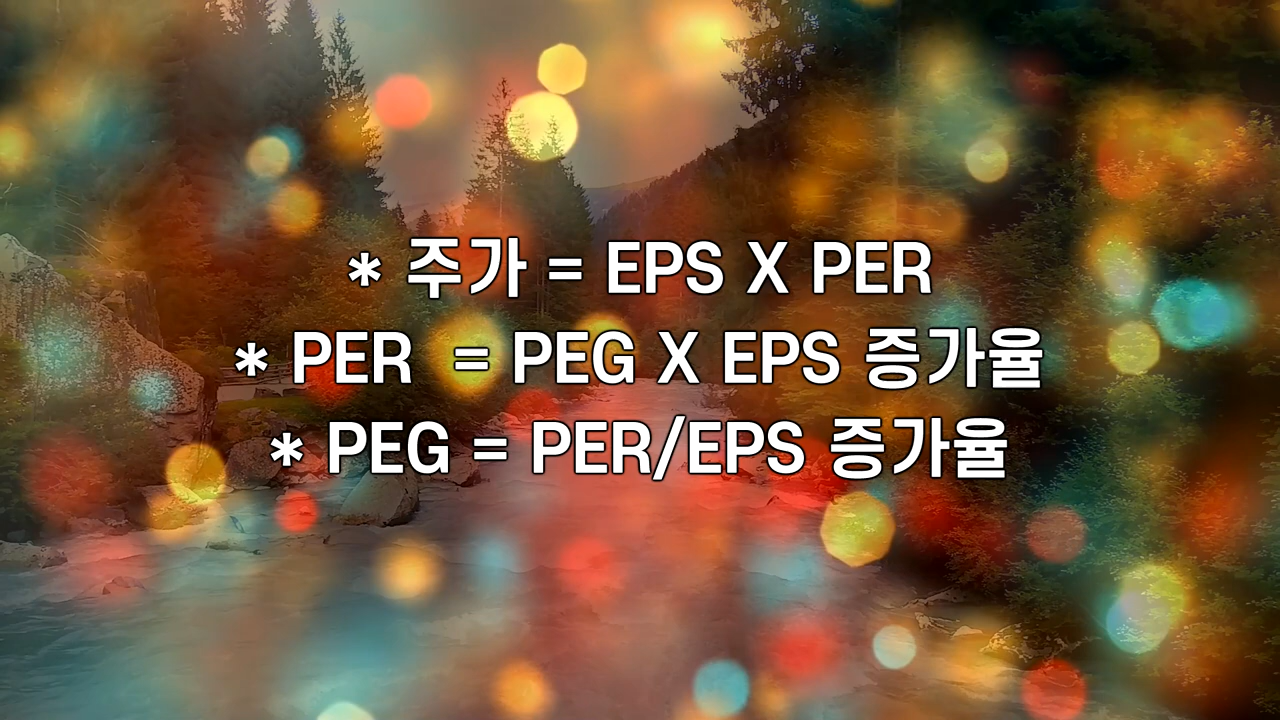 * 주가 = EPS X PER
* PER = PEG X EPS 증가율
* PEG = PER/EPS 증가율